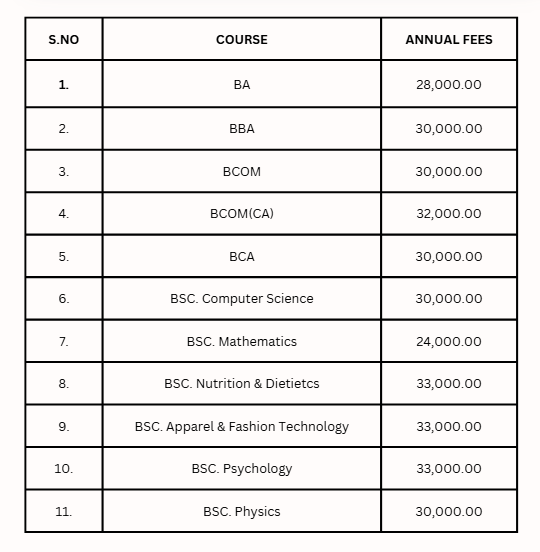 S.NO COURSE ANNUAL FEES
1. BA 28,000.00
2. BBA 30,000.00
3. BCOM 30,000.00
4. BCOM(CA) 32,000.00
5. BCA 30,000.00
6. BSC. Computer Science 30,000.00
7. BSC. Mathematics 24,000.00
8. BSC. Nutrition & Dietietcs 33,000.00
9. BSC. Apparel & Fashion Technology 33,000.00
10. BSC. Psychology 33,000.00
11. BSC. Physics 30,000.00